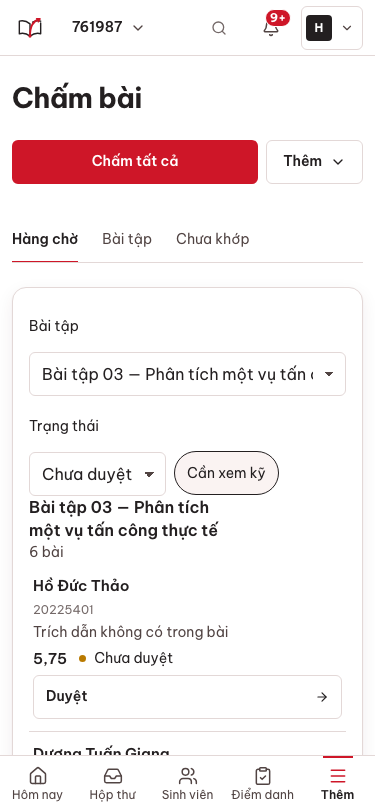 761987
9+
H
Chấm bài
Chấm tất cả
Thêm
Hàng chờ
Bài tập
Chưa khớp
Bài tập
Bài tập 03 — Phân tích một vụ tấn
Trạng thái
Chưa duyệt
Cần xem kỹ
Bài tập 03 — Phân tích
một vụ tấn công thực tế
6 bài
Hồ Đức Thảo
20225401
Trích dẫn không có trong bài
5,75
Chưa duyệt
Duyệt
Dương Tuấn Giang
Hôm nay
Hộp thư
Sinh viên
Điểm danh
Thêm